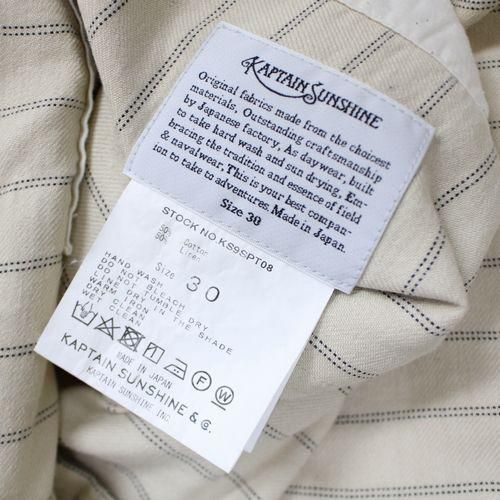 KAPTAIN SUNSHINE
Original fabrics made from the choicest
materials, Outstanding craftsmanship
by Japanese factory, As daywear, built
to take hard wash and sun drying, Em-
bracing the tradition and essence of field
& navalwear, This is your best compan-
ion to take to adventures. Made in Japan.
Size 30
STOCK NO.KS9SPT08
Cotton
Linen
Size 30
HAND WASH
DO NOT BLEACH
DO NOT TUMBLE DRY
LINE DRY IN THE SHADE
WARM IRON
WET CLEAN
F W
MADE IN JAPAN
KAPTAIN SUNSHINE & C°.
KAPTAIN SUNSHINE INC